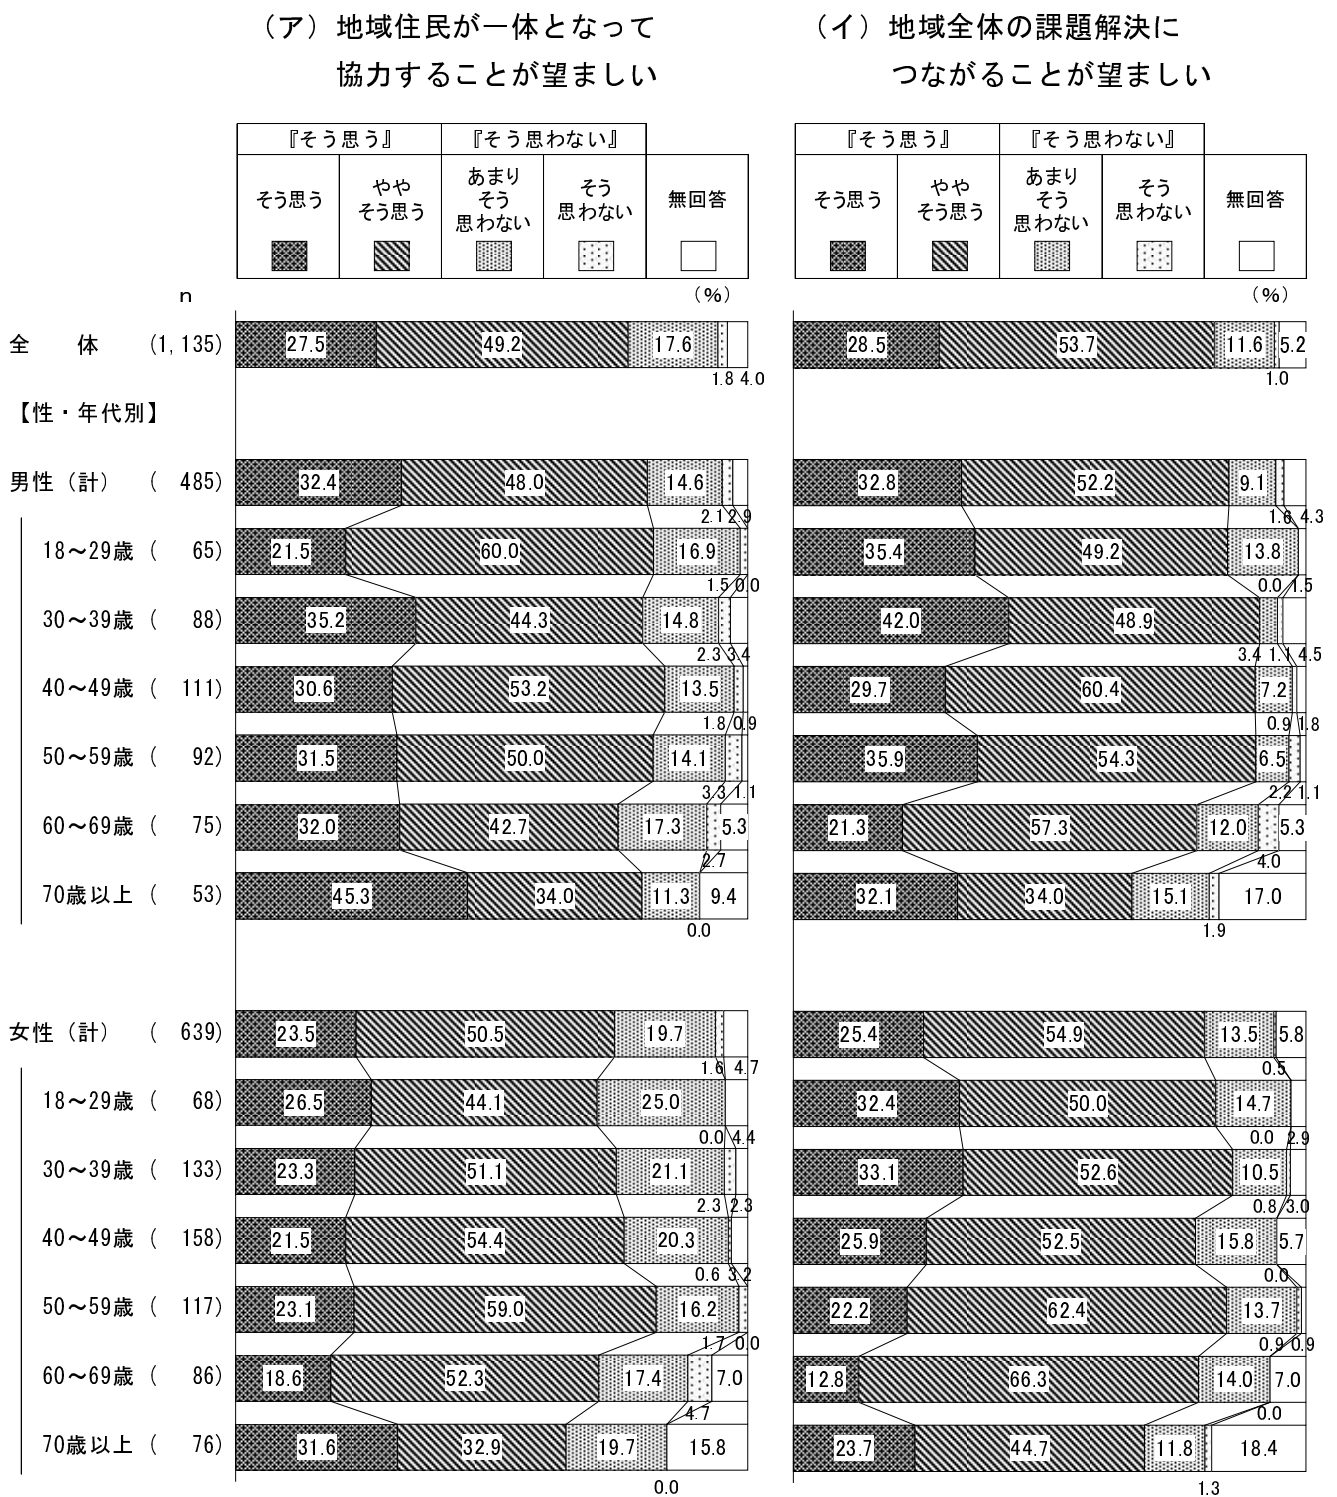 （ア）地域住民が一体となって
協力することが望ましい
（イ）地域全体の課題解決に
つながることが望ましい
『そう思う』 『そう思わない』
そう思う
やや
そう思う
あまり
そう
思わない
そう
思わない
無回答
『そう思う』 『そう思わない』
そう思う
やや
そう思う
あまり
そう
思わない
そう
思わない
無回答
n （％） （％）
全　体 (1,135) 27.5 49.2 17.6 28.5 53.7 11.6 5.2
1.8 4.0 1.0
【性・年代別】
男性（計） ( 485) 32.4 48.0 14.6 32.8 52.2 9.1
2.1 2.9 1.6 4.3
18～29歳 ( 65) 21.5 60.0 16.9 35.4 49.2 13.8
1.5 0.0 0.0 1.5
30～39歳 ( 88) 35.2 44.3 14.8 42.0 48.9
2.3 3.4 3.4 1.1 4.5
40～49歳 ( 111) 30.6 53.2 13.5 29.7 60.4 7.2
1.8 0.9 0.9 1.8
50～59歳 ( 92) 31.5 50.0 14.1 35.9 54.3 6.5
3.3 1.1 2.2 1.1
60～69歳 ( 75) 32.0 42.7 17.3 5.3 21.3 57.3 12.0 5.3
2.7 4.0
70歳以上 ( 53) 45.3 34.0 11.3 9.4 32.1 34.0 15.1 17.0
0.0 1.9
女性（計） ( 639) 23.5 50.5 19.7 25.4 54.9 13.5 5.8
1.6 4.7 0.5
18～29歳 ( 68) 26.5 44.1 25.0 32.4 50.0 14.7
0.0 4.4 0.0 2.9
30～39歳 ( 133) 23.3 51.1 21.1 33.1 52.6 10.5
2.3 2.3 0.8 3.0
40～49歳 ( 158) 21.5 54.4 20.3 25.9 52.5 15.8 5.7
0.6 3.2 0.0
50～59歳 ( 117) 23.1 59.0 16.2 22.2 62.4 13.7
1.7 0.0 0.9 0.9
60～69歳 ( 86) 18.6 52.3 17.4 7.0 12.8 66.3 14.0 7.0
4.7 0.0
70歳以上 ( 76) 31.6 32.9 19.7 15.8 23.7 44.7 11.8 18.4
0.0 1.3